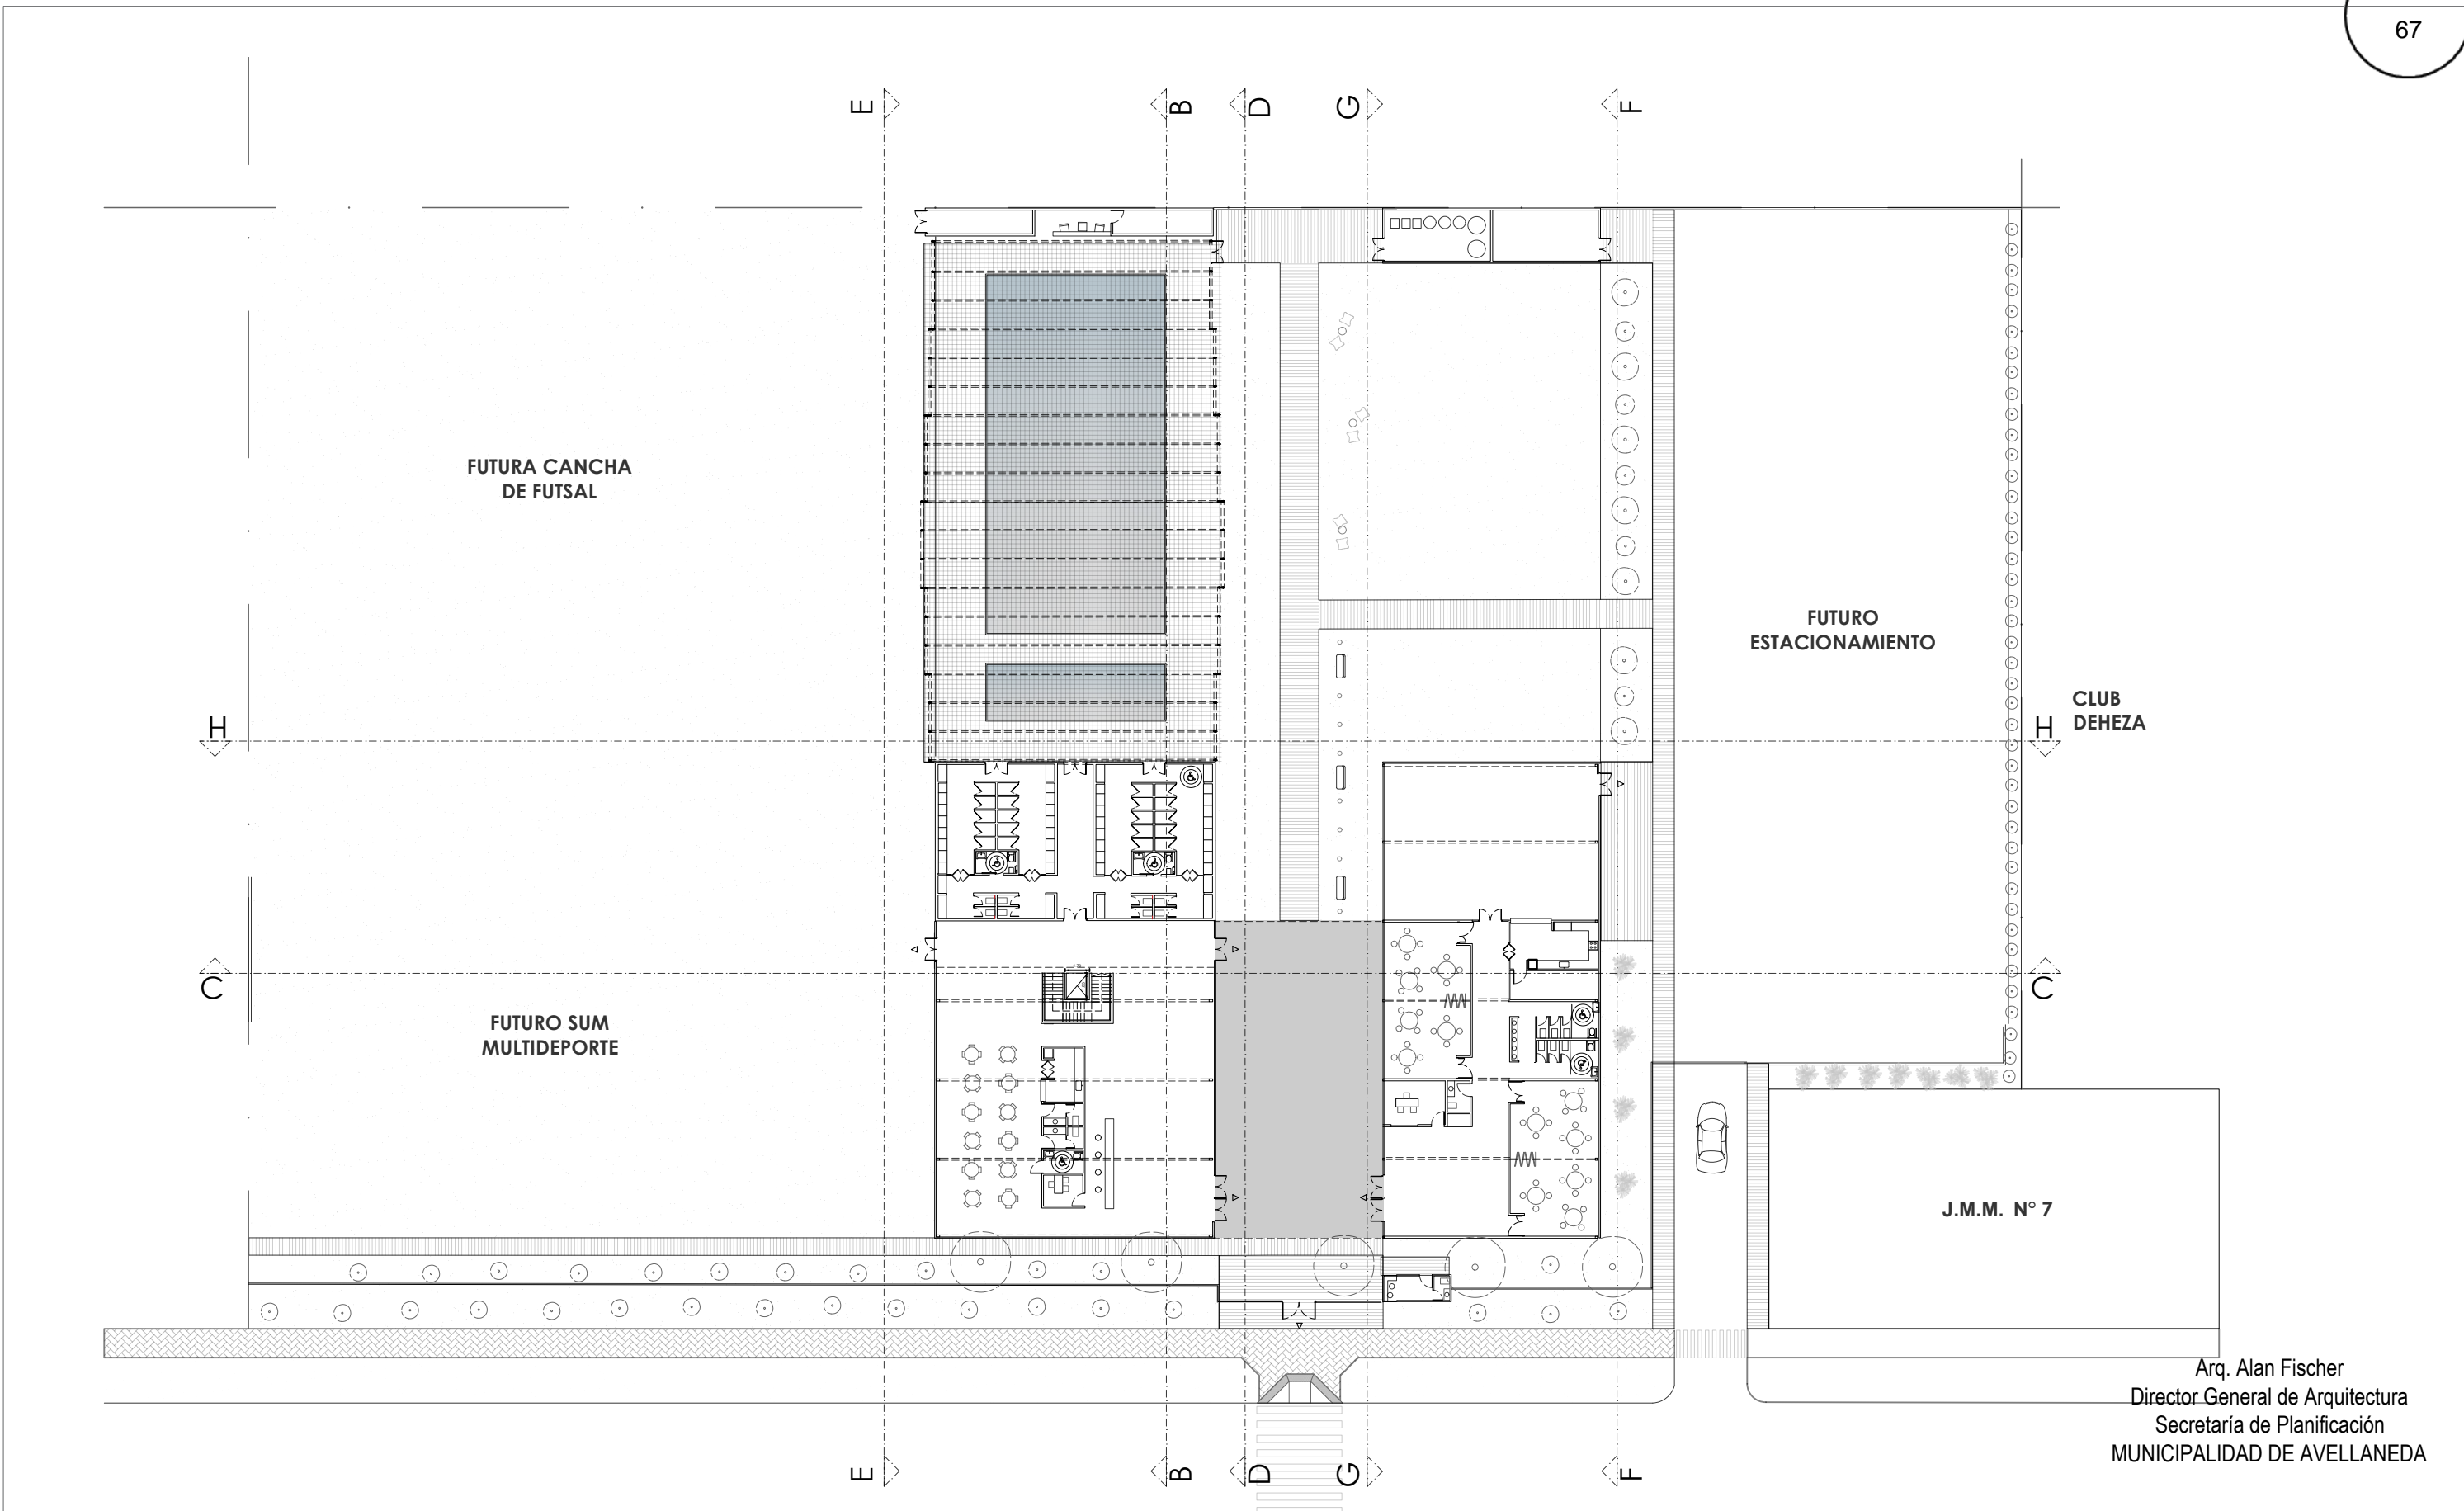 67
E
B
D
G
F
FUTURA CANCHA
DE FUTSAL
FUTURO
ESTACIONAMIENTO
CLUB
DEHEZA
H
H
C
C
FUTURO SUM
MULTIDEPORTE
J.M.M. N° 7
Arq. Alan Fischer
Director General de Arquitectura
Secretaría de Planificación
MUNICIPALIDAD DE AVELLANEDA
E
B
D
G
F